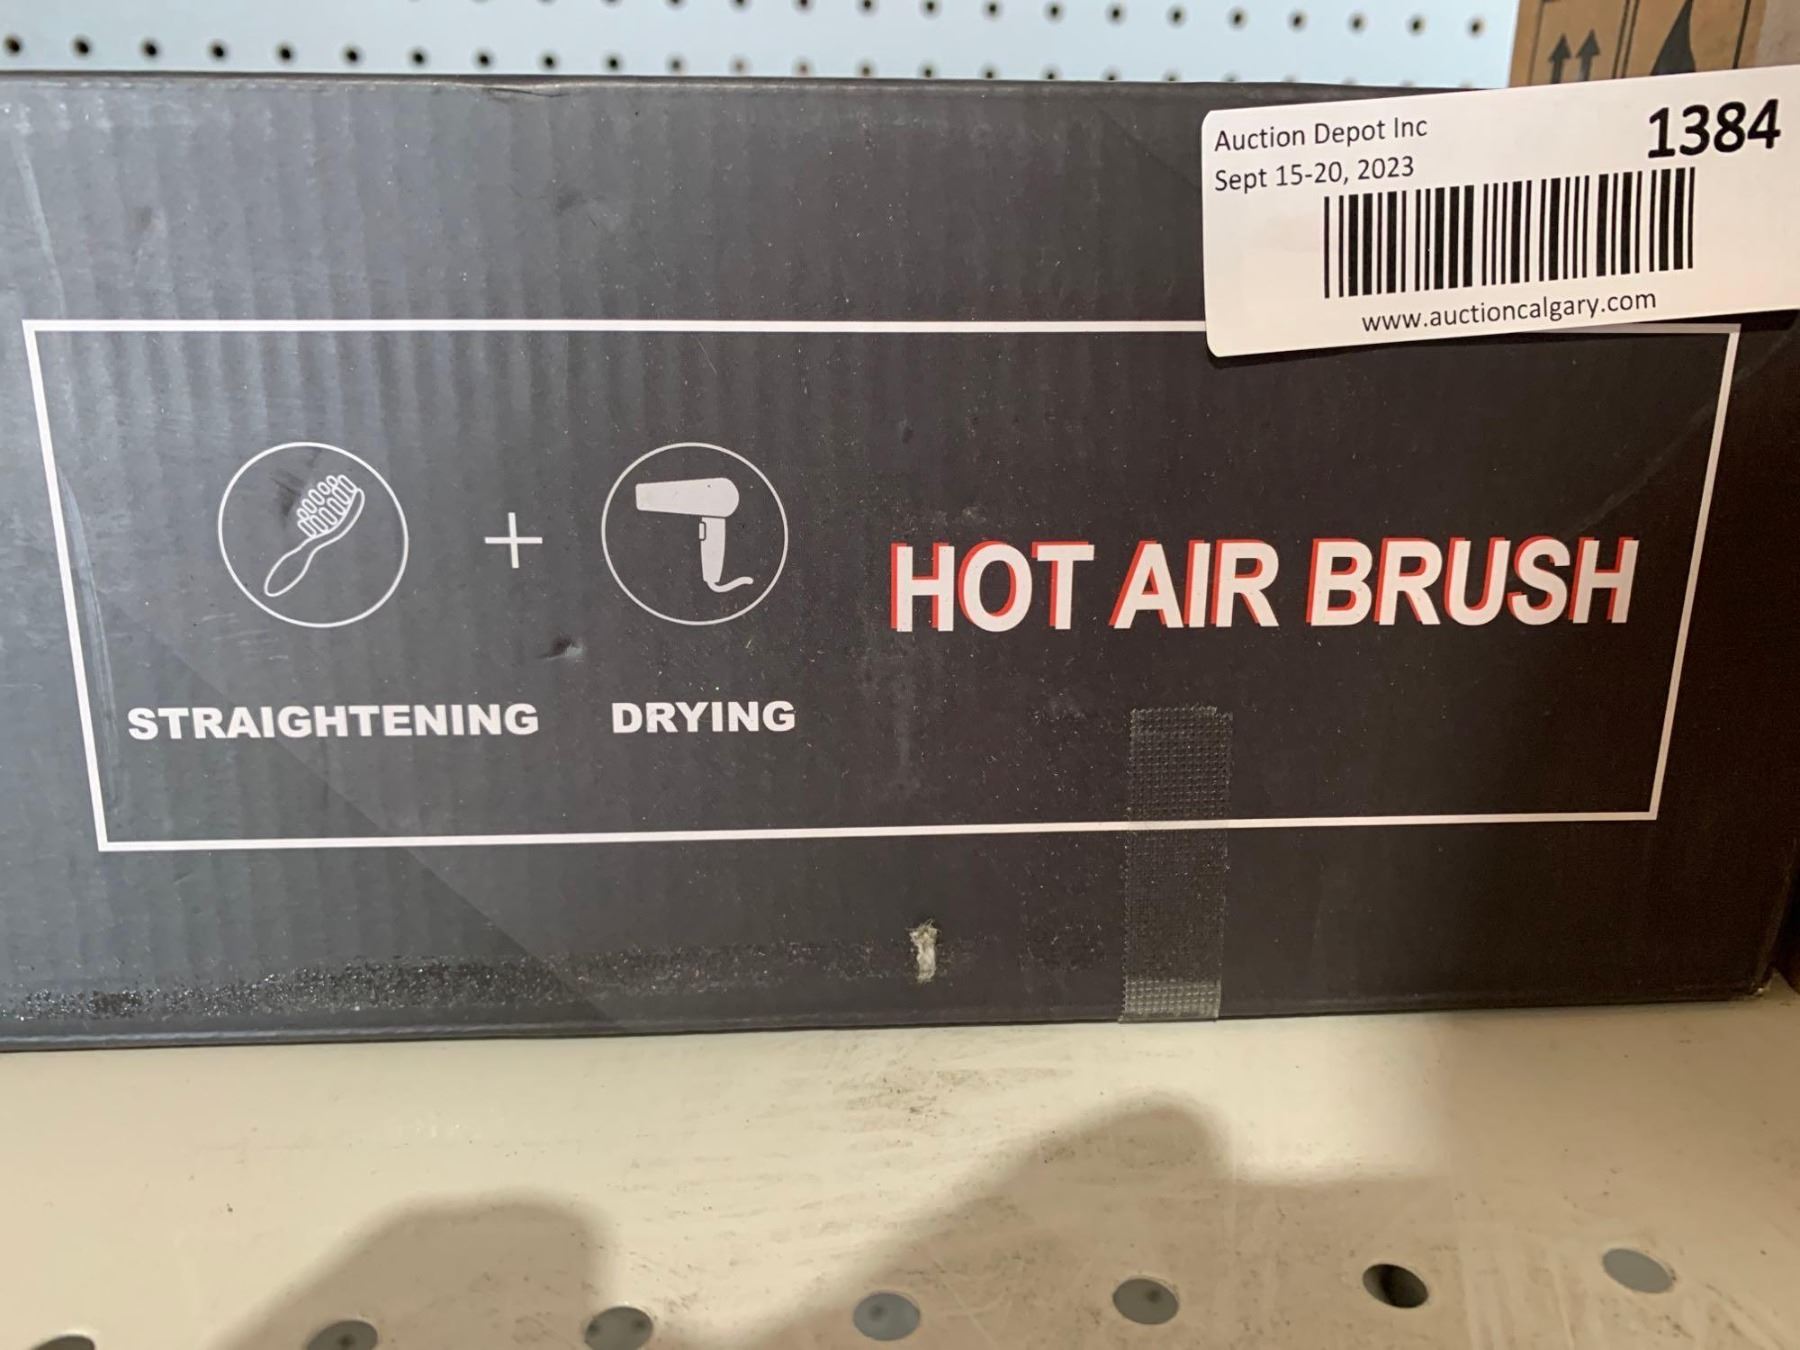 Auction Depot Inc
1384
Sept 15-20, 2023
www.auctioncalgary.com
HOT AIR BRUSH
STRAIGHTENING + DRYING